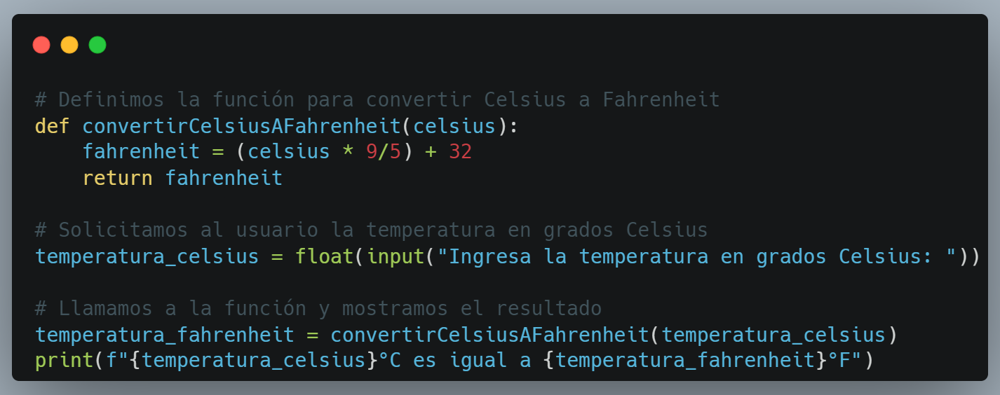 # Definimos la función para convertir Celsius a Fahrenheit
def convertirCelsiusAFahrenheit(celsius):
    fahrenheit = (celsius * 9/5) + 32
    return fahrenheit

# Solicitamos al usuario la temperatura en grados Celsius
temperatura_celsius = float(input("Ingresa la temperatura en grados Celsius: "))

# Llamamos a la función y mostramos el resultado
temperatura_fahrenheit = convertirCelsiusAFahrenheit(temperatura_celsius)
print(f"{temperatura_celsius}°C es igual a {temperatura_fahrenheit}°F")